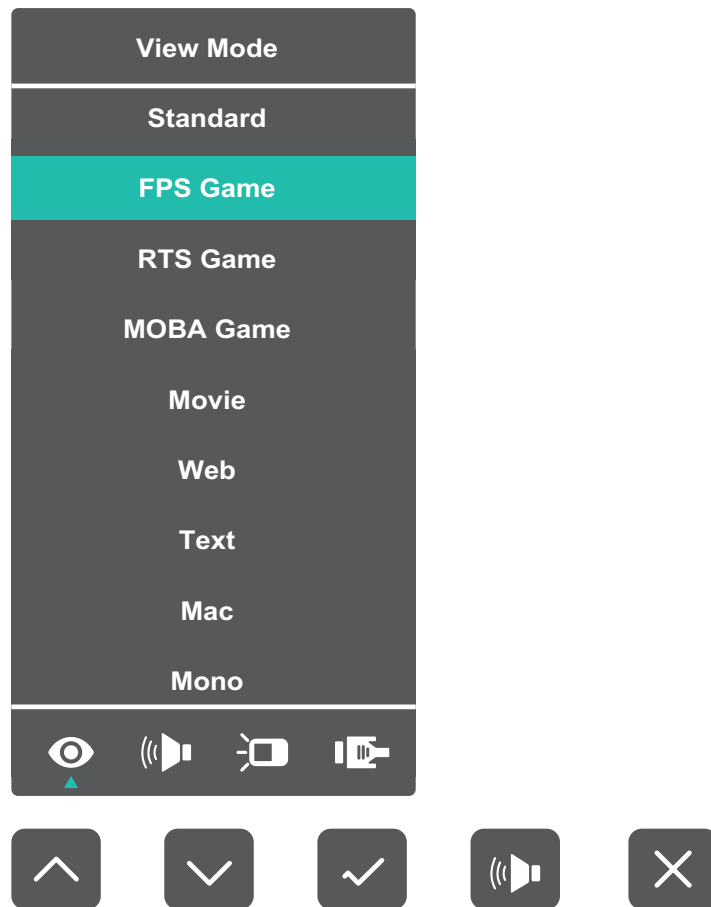 View Mode
Standard
FPS Game
RTS Game
MOBA Game
Movie
Web
Text
Mac
Mono